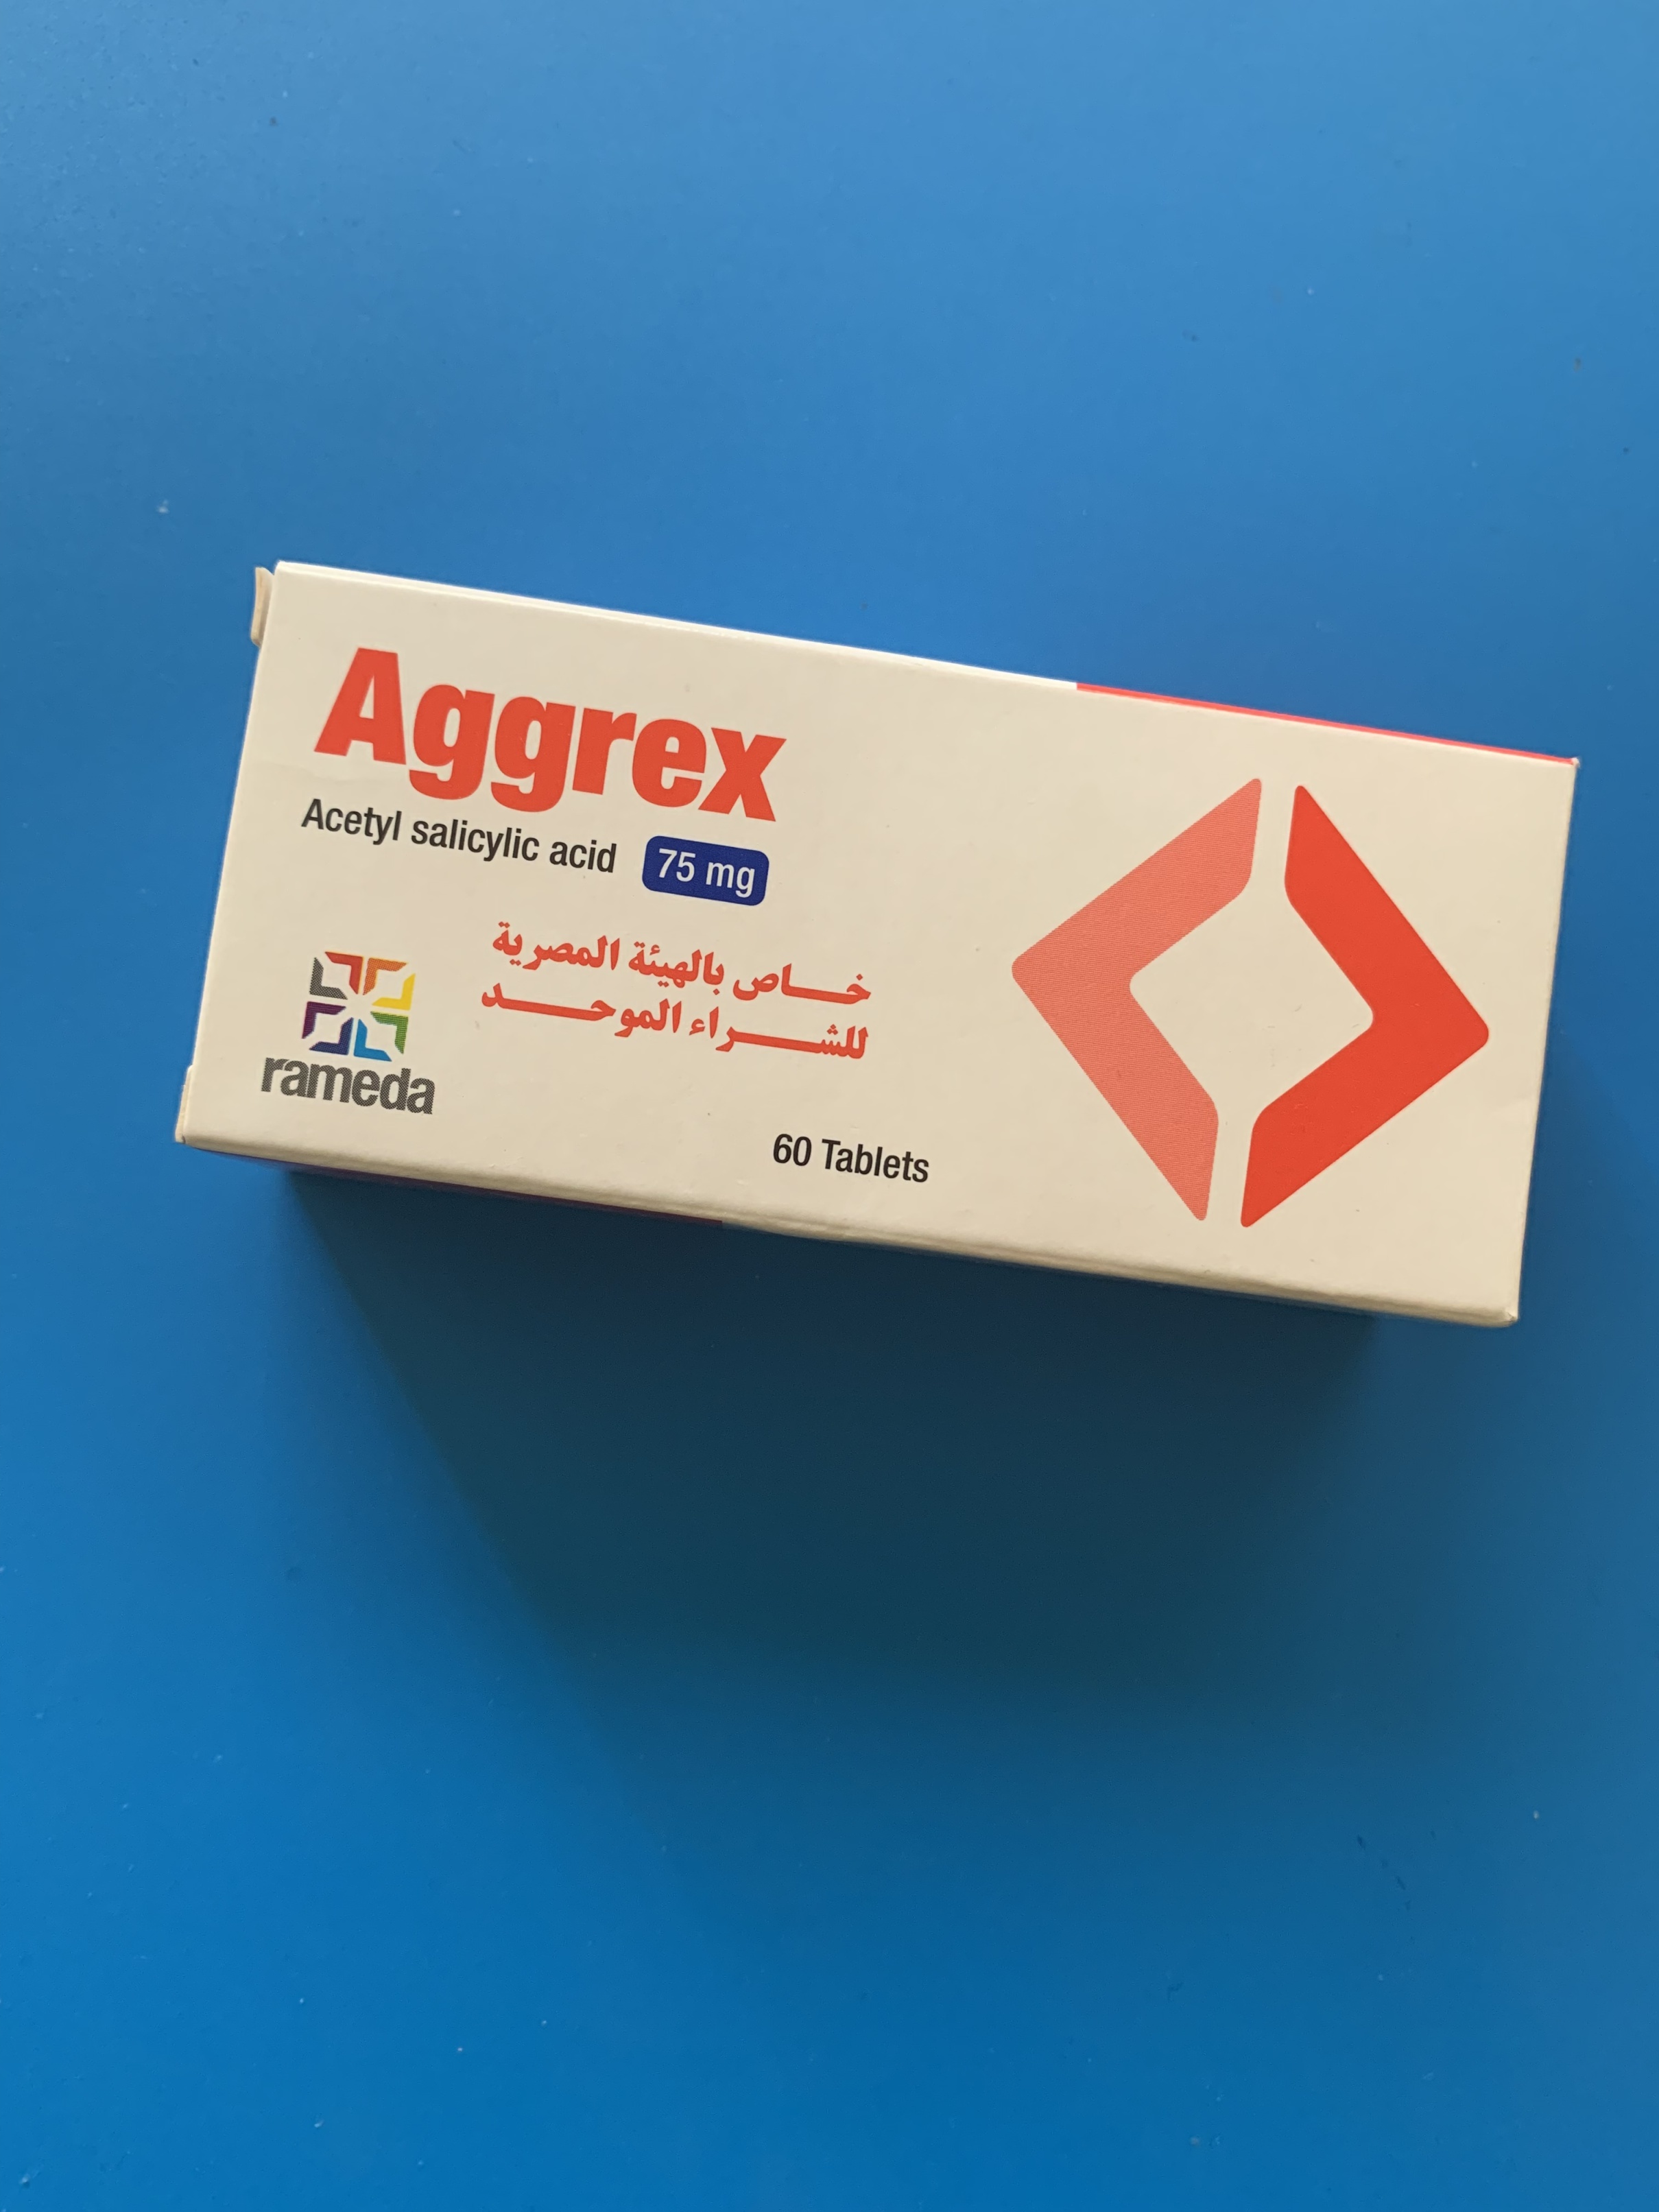 Aggrex
Acetyl salicylic acid 75 mg
خاص بالهيئة المصرية
للشراء الموحد
rameda
60 Tablets